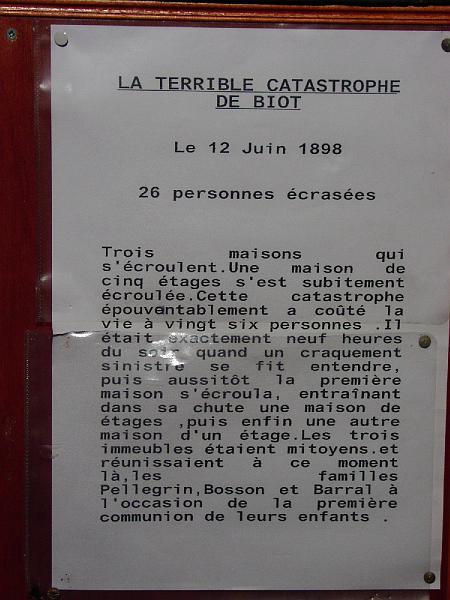 LA TERRIBLE CATASTROPHE
DE BIOT
Le 12 Juin 1898
26 personnes écrasées
Trois maisons qui
s'écroulent.Une maison de
cinq étages s'est subitement
écroulée.Cette catastrophe
épouventablement a coûté la
vie à vingt six personnes .Il
était exactement neuf heures
du soir quand un craquement
sinistre se fit entendre,
puis aussitôt la première
maison s'écroula, entraînant
dans sa chute une maison de
étages ,puis enfin une autre
maison d'un étage.Les trois
immeubles étaient mitoyens.et
réunissaient à ce moment
là,les familles
Pellegrin,Bosson et Barral à
l'occasion de la première
communion de leurs enfants .